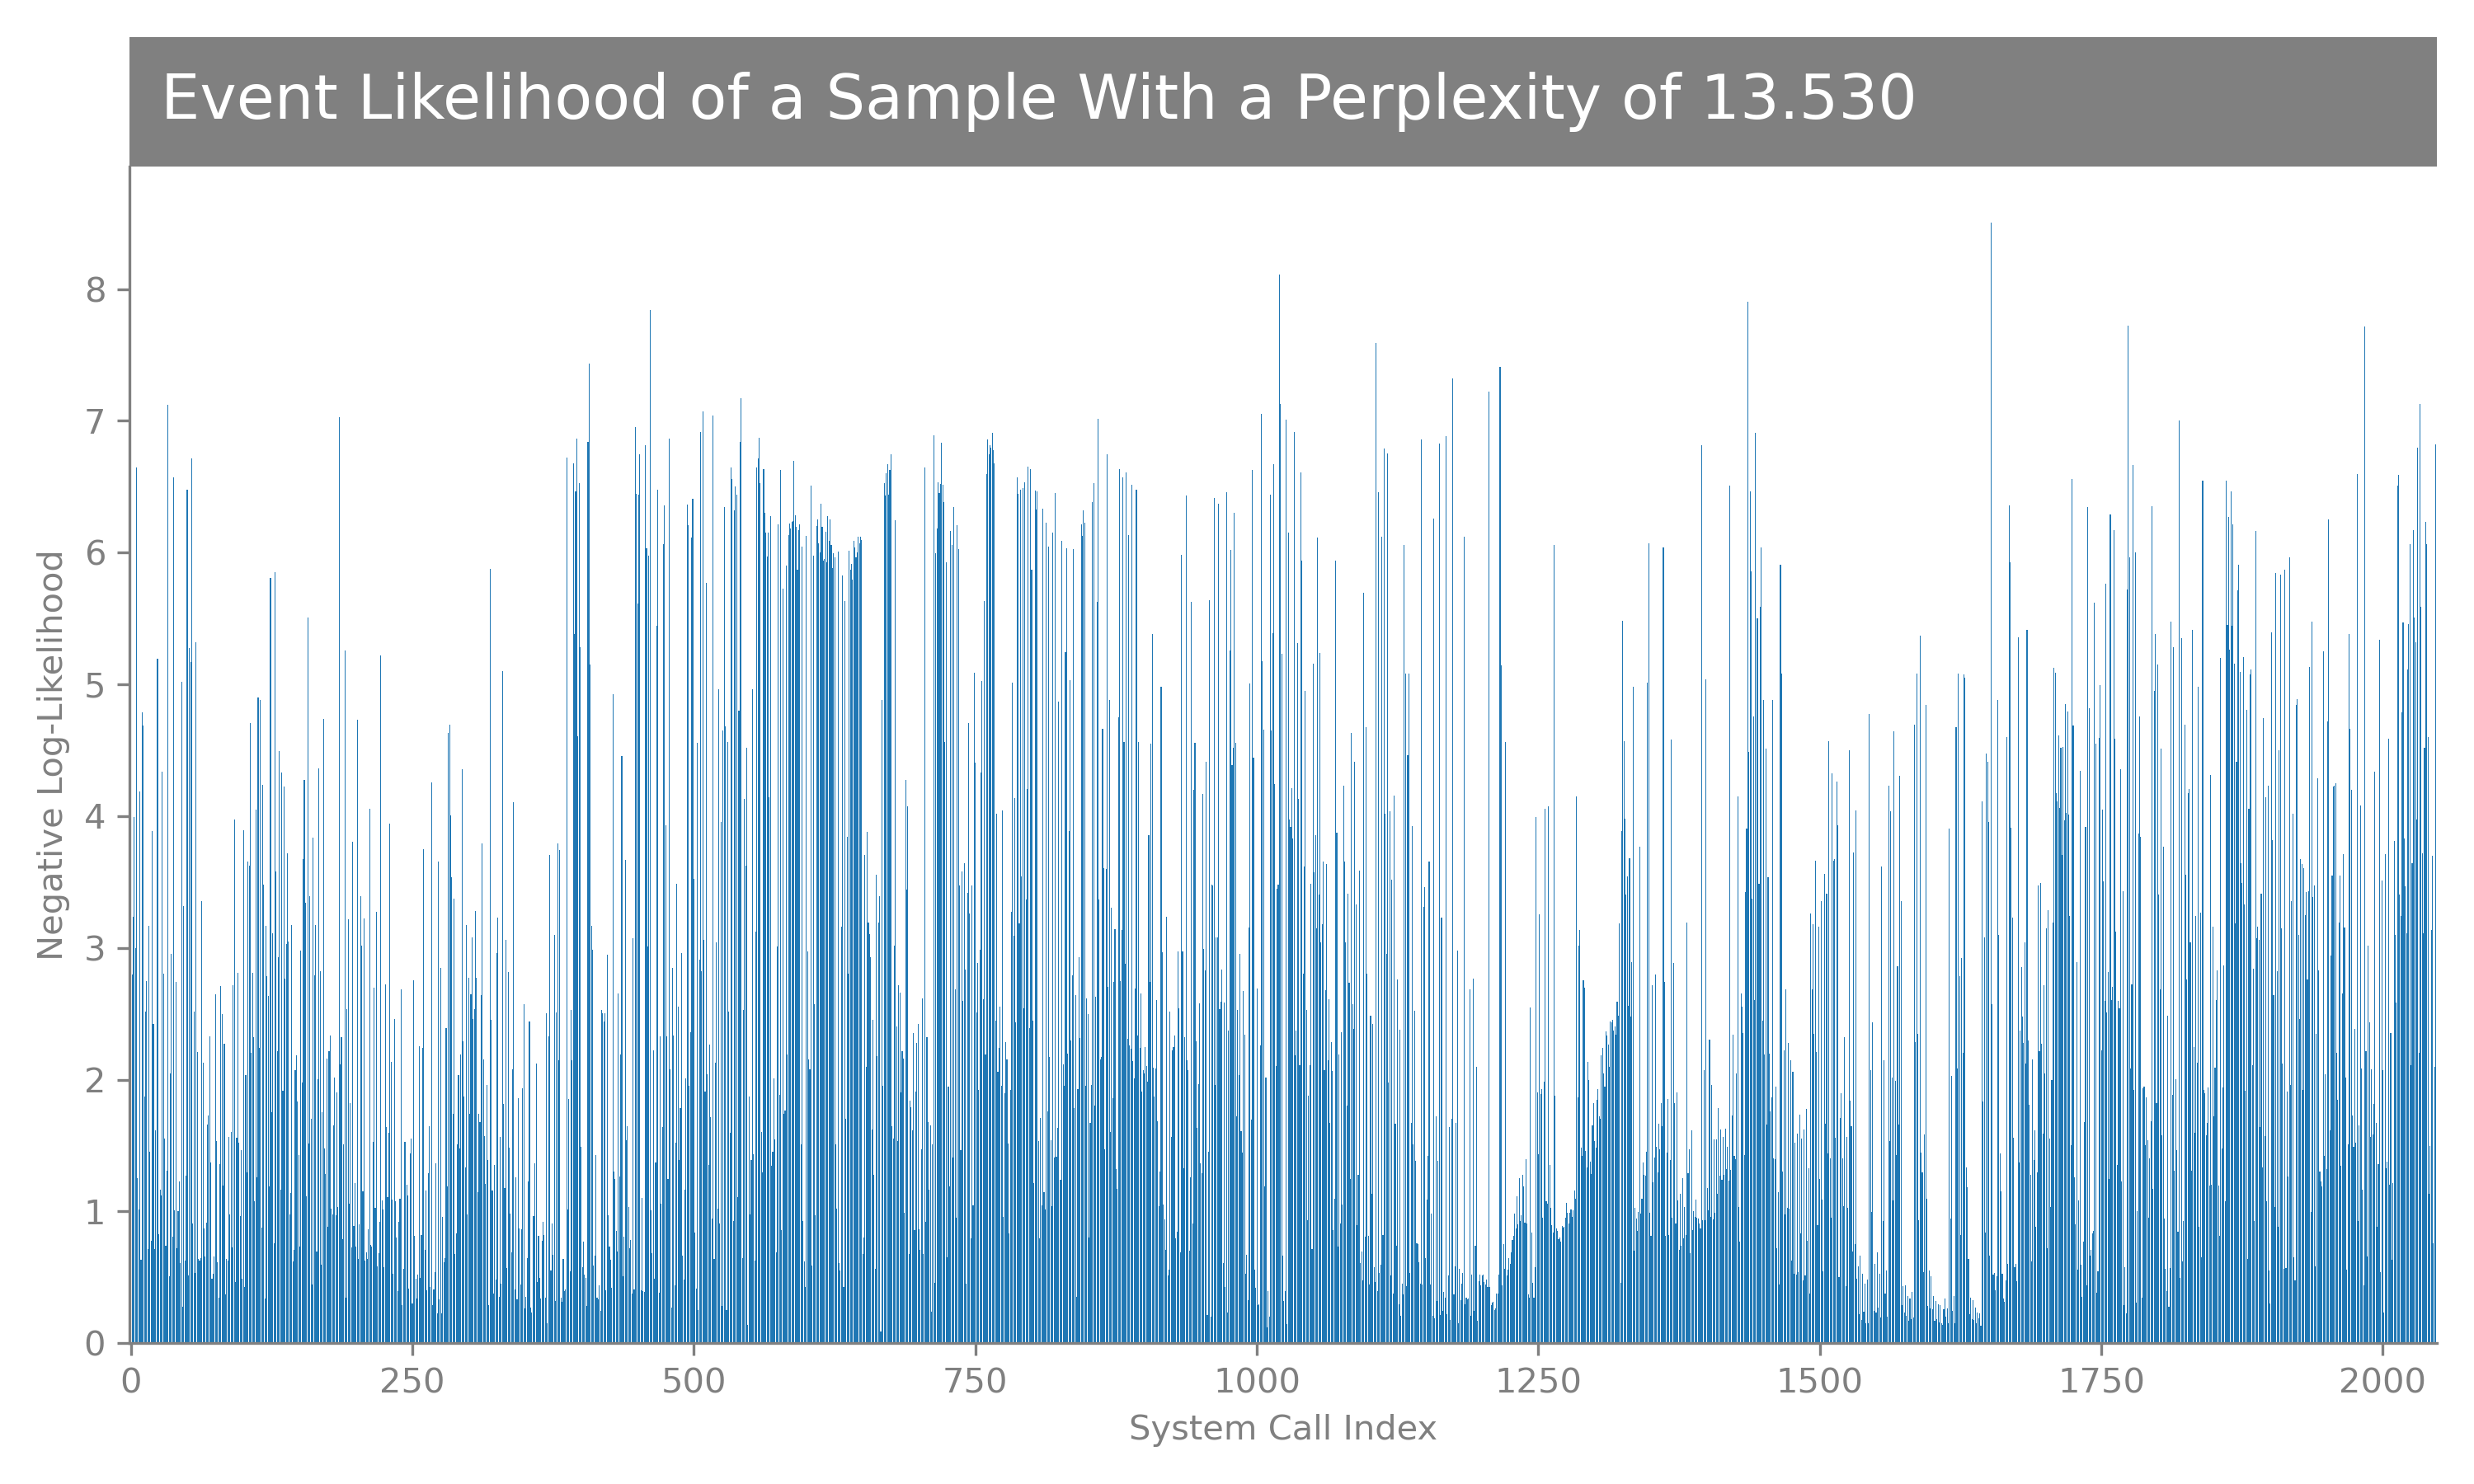 Event Likelihood of a Sample With a Perplexity of 13.530
8
7
6
5
4
3
2
1
0
Negative Log-Likelihood
0 250 500 750 1000 1250 1500 1750 2000
System Call Index